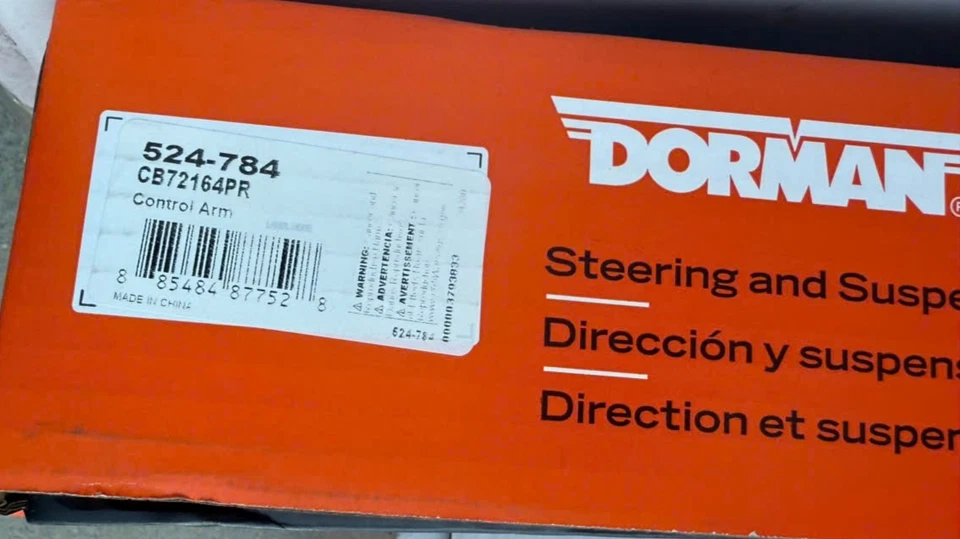 524-784
CB72164PR
Control Arm
8 85484 87752 8
MADE IN CHINA
⚠ WARNING:
⚠ ADVERTENCIA:
⚠ AVERTISSEMENT
524-784
DORMAN®
Steering and Suspe
Dirección y suspens
Direction et suspen